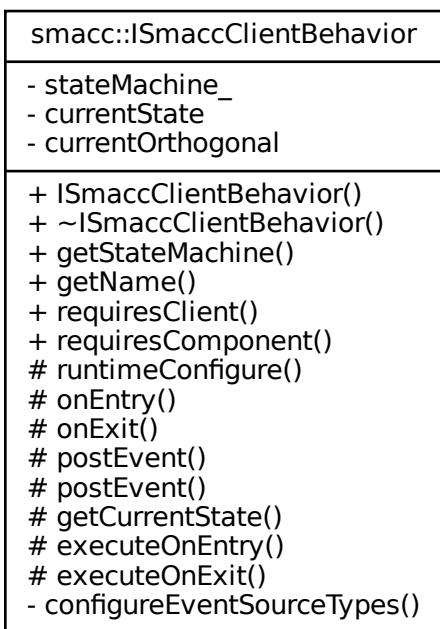 smacc::ISmaccClientBehavior
- stateMachine_
- currentState
- currentOrthogonal
+ ISmaccClientBehavior()
+ ~ISmaccClientBehavior()
+ getStateMachine()
+ getName()
+ requiresClient()
+ requiresComponent()
# runtimeConfigure()
# onEntry()
# onExit()
# postEvent()
# postEvent()
# getCurrentState()
# executeOnEntry()
# executeOnExit()
- configureEventSourceTypes()